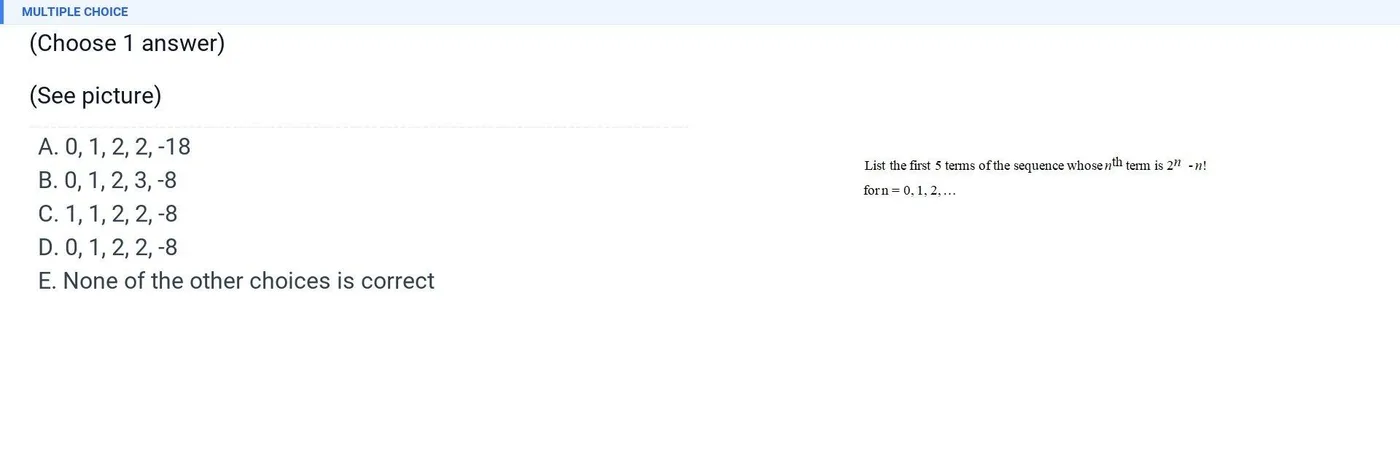 MULTIPLE CHOICE
(Choose 1 answer)
(See picture)
A. 0, 1, 2, 2, -18
B. 0, 1, 2, 3, -8
C. 1, 1, 2, 2, -8
D. 0, 1, 2, 2, -8
E. None of the other choices is correct
List the first 5 terms of the sequence whose nth term is 2ⁿ - n!
for n = 0, 1, 2, ...